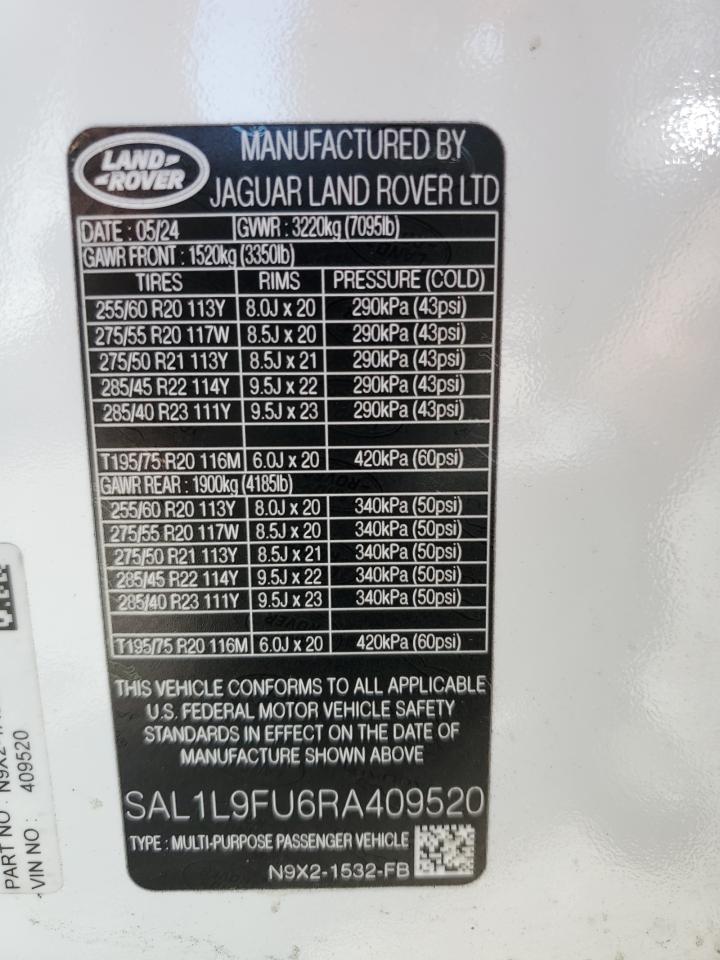 LAND-
-ROVER
MANUFACTURED BY
JAGUAR LAND ROVER LTD
DATE : 05/24 GVWR : 3220kg (7095lb)
GAWR FRONT : 1520kg (3350lb)
TIRES RIMS PRESSURE (COLD)
255/60 R20 113Y 8.0J x 20 290kPa (43psi)
275/55 R20 117W 8.5J x 20 290kPa (43psi)
275/50 R21 113Y 8.5J x 21 290kPa (43psi)
285/45 R22 114Y 9.5J x 22 290kPa (43psi)
285/40 R23 111Y 9.5J x 23 290kPa (43psi)
T195/75 R20 116M 6.0J x 20 420kPa (60psi)
GAWR REAR : 1900kg (4185lb)
255/60 R20 113Y 8.0J x 20 340kPa (50psi)
275/55 R20 117W 8.5J x 20 340kPa (50psi)
275/50 R21 113Y 8.5J x 21 340kPa (50psi)
285/45 R22 114Y 9.5J x 22 340kPa (50psi)
285/40 R23 111Y 9.5J x 23 340kPa (50psi)
T195/75 R20 116M 6.0J x 20 420kPa (60psi)
THIS VEHICLE CONFORMS TO ALL APPLICABLE
U.S. FEDERAL MOTOR VEHICLE SAFETY
STANDARDS IN EFFECT ON THE DATE OF
MANUFACTURE SHOWN ABOVE
SAL1L9FU6RA409520
TYPE : MULTI-PURPOSE PASSENGER VEHICLE
N9X2-1532-FB
PART NO : N9X2-
VIN NO : 409520